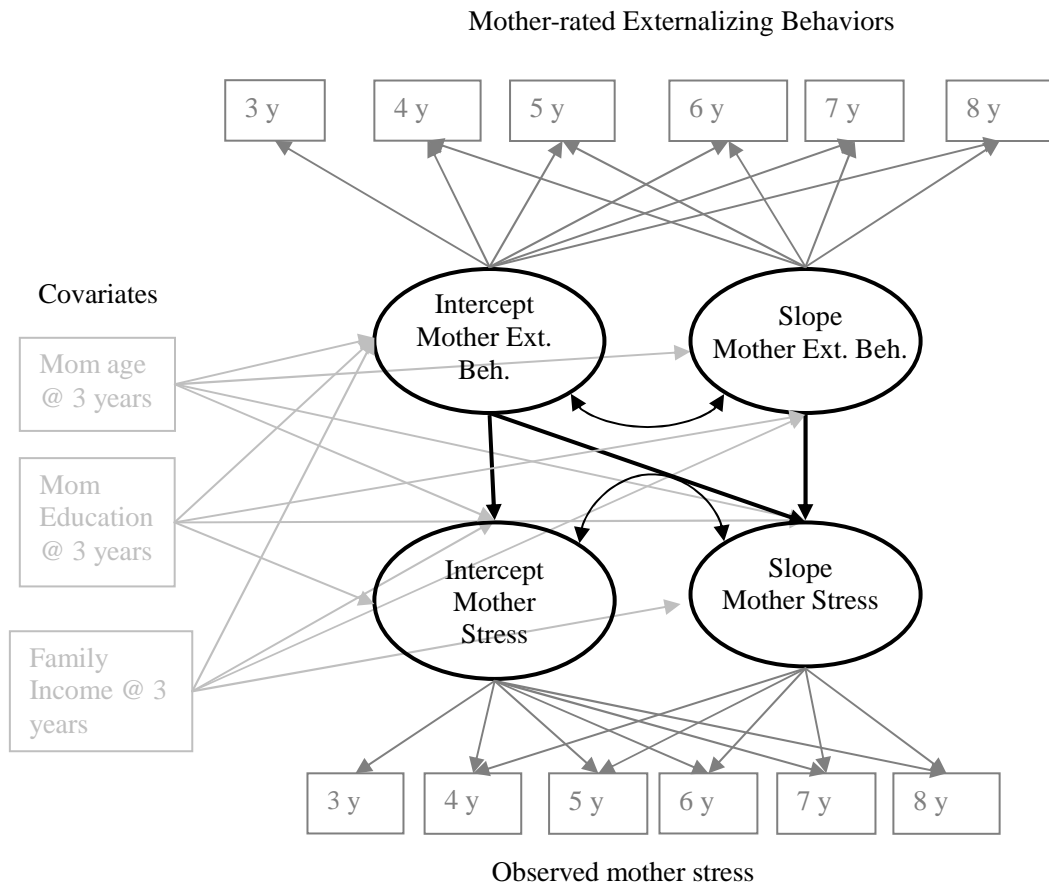 Mother-rated Externalizing Behaviors
3 y
4 y
5 y
6 y
7 y
8 y
Covariates
Mom age
@ 3 years
Mom
Education
@ 3 years
Family
Income @ 3
years
Intercept
Mother Ext.
Beh.
Slope
Mother Ext. Beh.
Intercept
Mother
Stress
Slope
Mother Stress
3 y
4 y
5 y
6 y
7 y
8 y
Observed mother stress